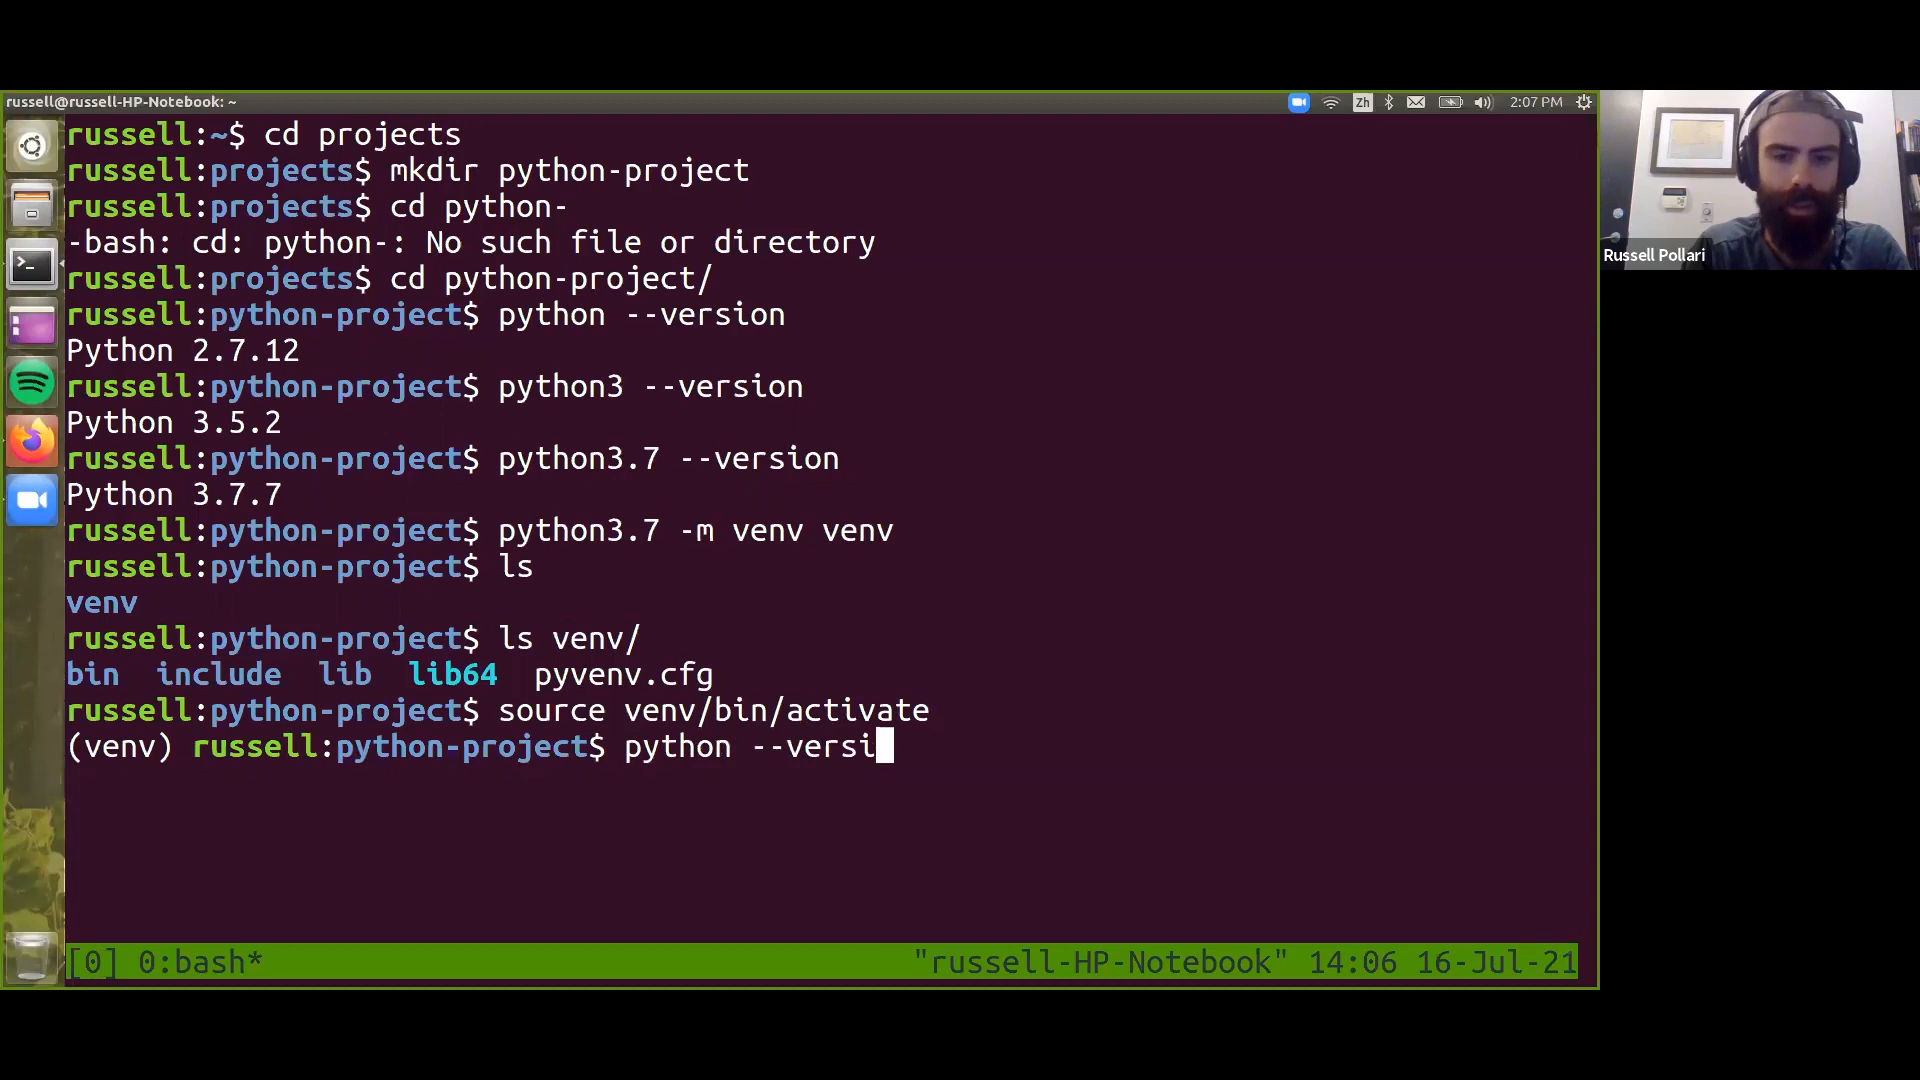 russell@russell-HP-Notebook: ~
Zh
2:07 PM
russell:~$ cd projects
russell:projects$ mkdir python-project
russell:projects$ cd python-
-bash: cd: python-: No such file or directory
russell:projects$ cd python-project/
russell:python-project$ python --version
Python 2.7.12
russell:python-project$ python3 --version
Python 3.5.2
russell:python-project$ python3.7 --version
Python 3.7.7
russell:python-project$ python3.7 -m venv venv
russell:python-project$ ls
venv
russell:python-project$ ls venv/
bin include lib lib64 pyvenv.cfg
russell:python-project$ source venv/bin/activate
(venv) russell:python-project$ python --versi
[0] 0:bash*
"russell-HP-Notebook" 14:06 16-Jul-21
Russell Pollari